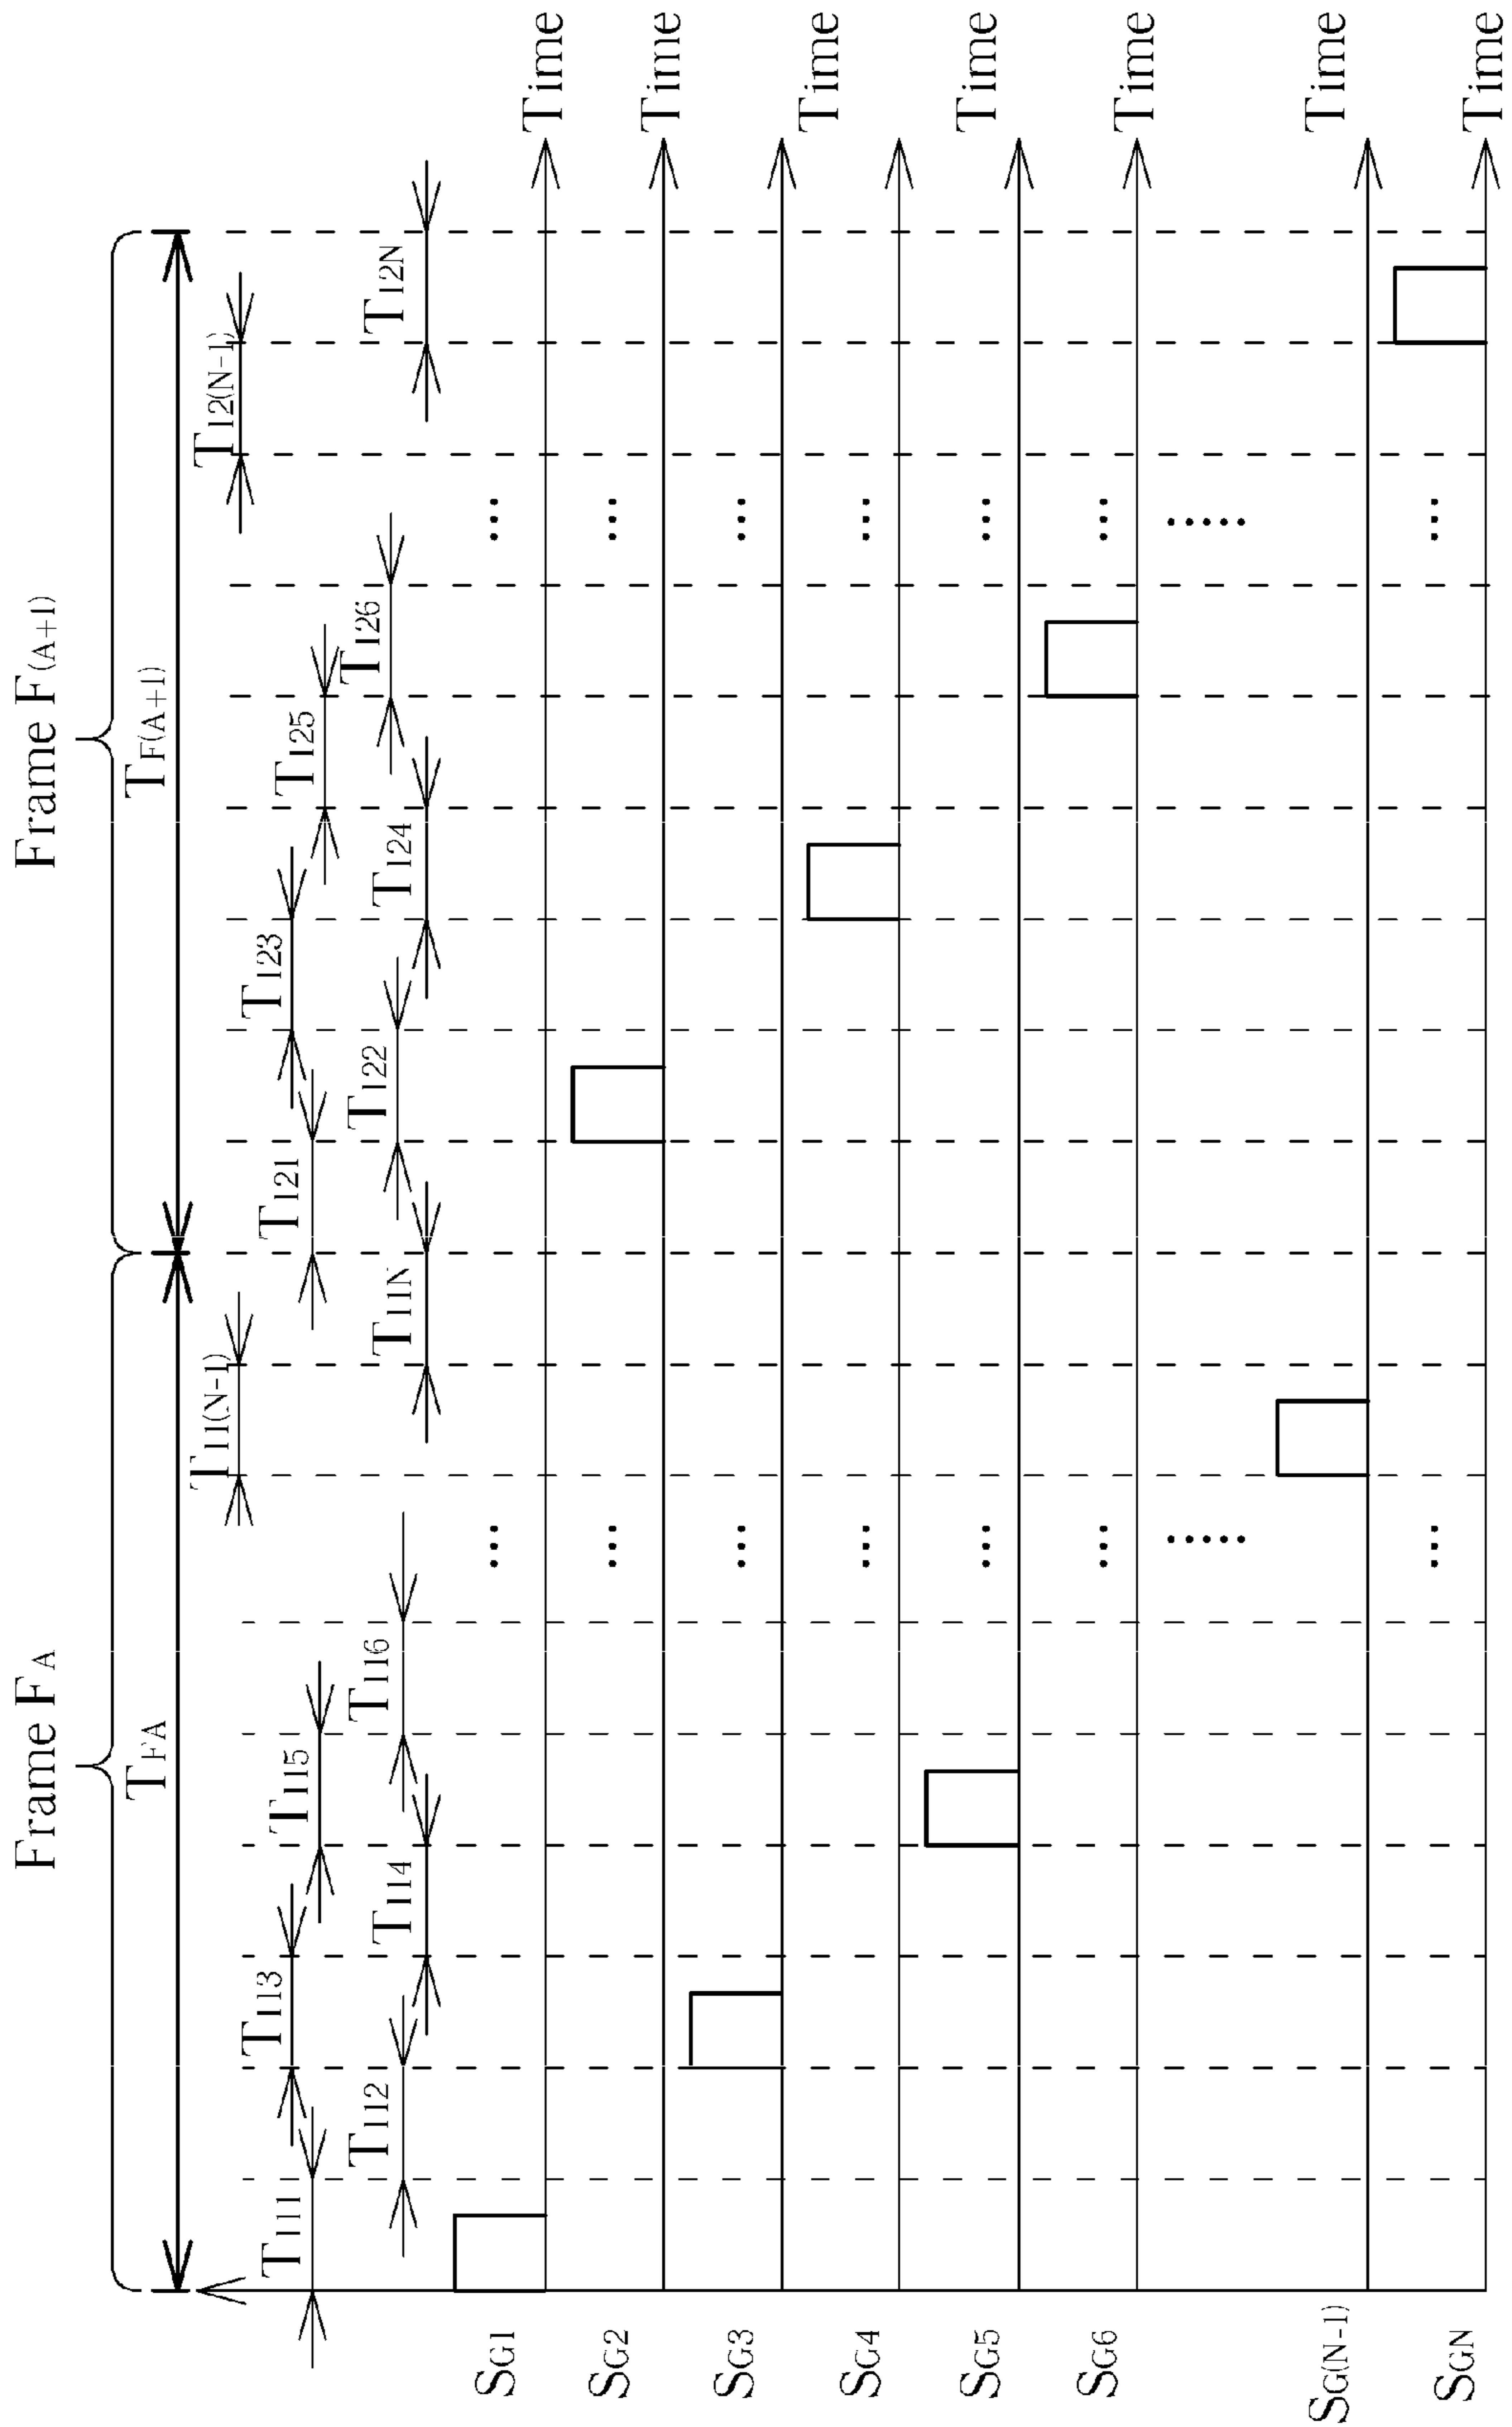 Frame FA
Frame F(A+1)
TFA
TF(A+1)
T111
T112
T113
T114
T115
T116
T11(N-1)
T11N
T121
T122
T123
T124
T125
T126
T12(N-1)
T12N
SG1
Time
SG2
Time
SG3
Time
SG4
SG5
Time
SG6
Time
SG(N-1)
Time
SGN
Time